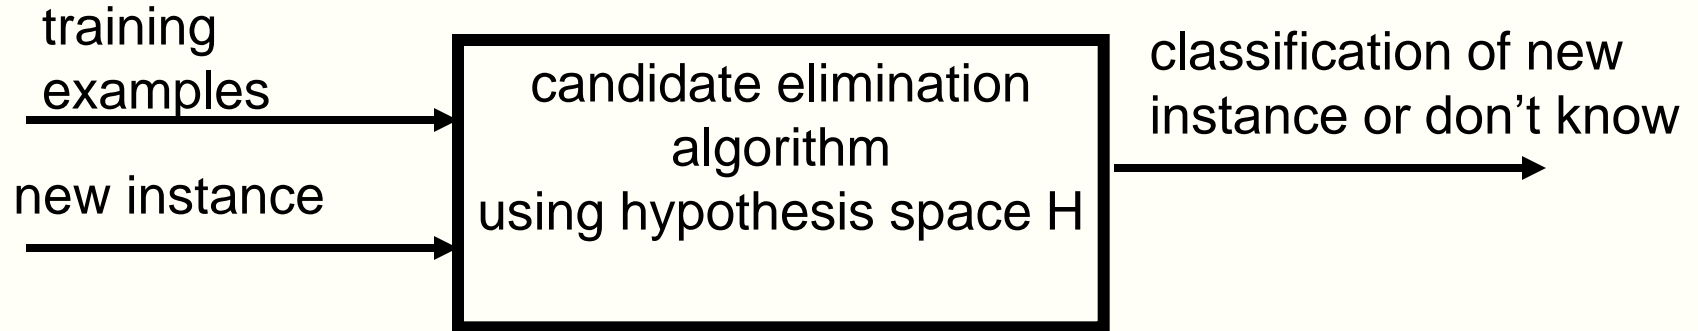 training
examples
new instance
candidate elimination
algorithm
using hypothesis space H
classification of new
instance or don’t know